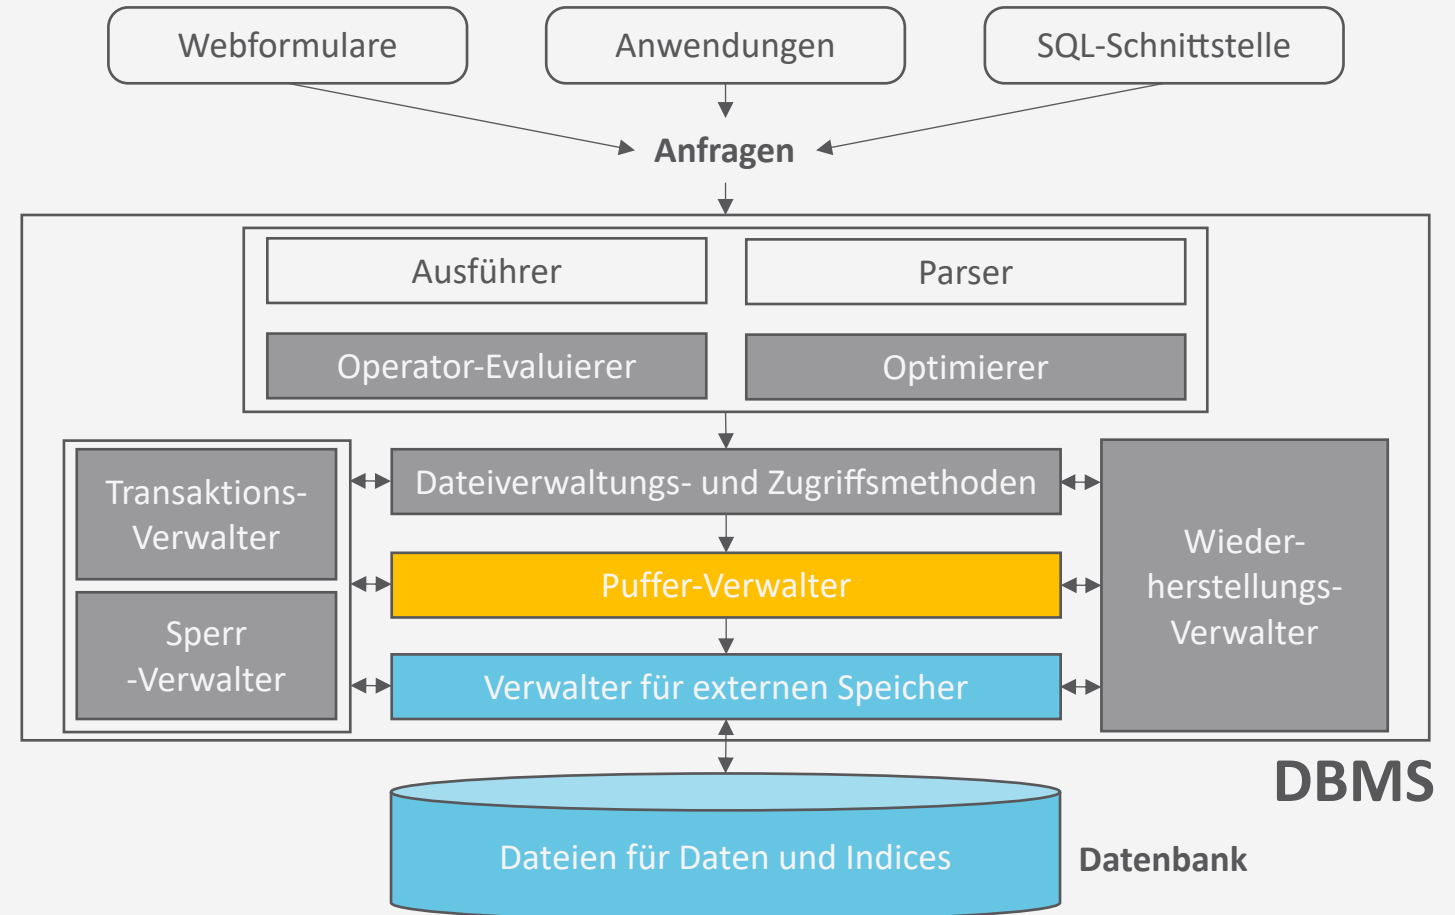 Webformulare
Anwendungen
SQL-Schnittstelle
Anfragen
Ausführer
Parser
Operator-Evaluierer
Optimierer
Transaktions-
Verwalter
Dateiverwaltungs- und Zugriffsmethoden
Wieder-
herstellungs-
Verwalter
Puffer-Verwalter
Sperr
-Verwalter
Verwalter für externen Speicher
DBMS
Dateien für Daten und Indices
Datenbank